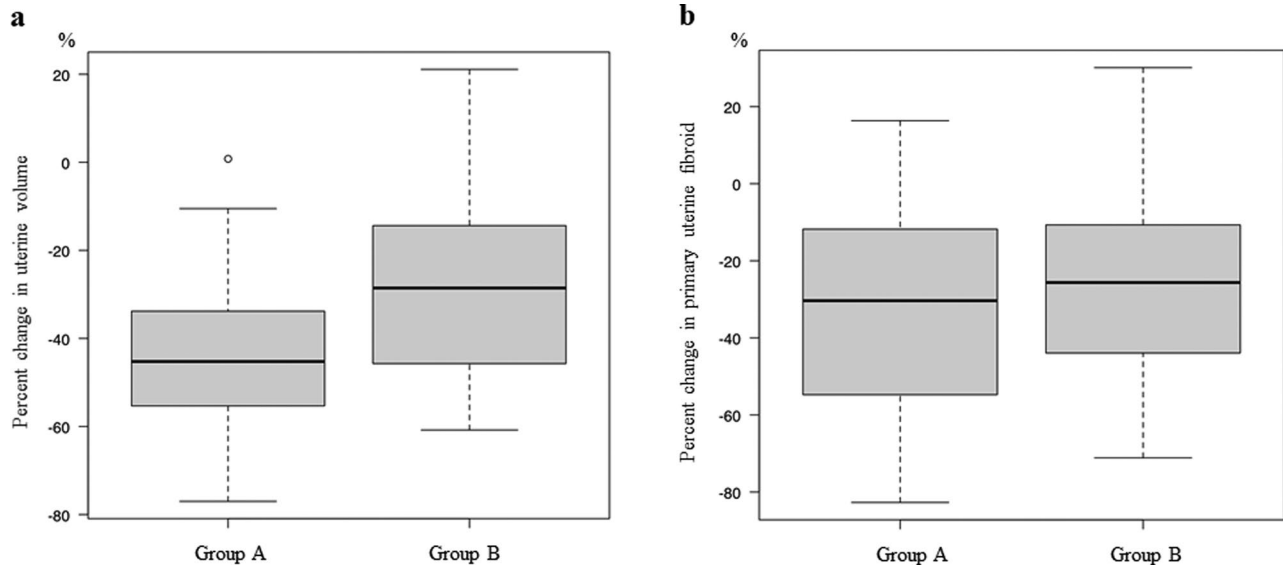 a
%
Percent change in uterine volume
20
0
-20
-40
-60
-80
Group A
Group B
b
%
Percent change in primary uterine fibroid
20
0
-20
-40
-60
-80
Group A
Group B